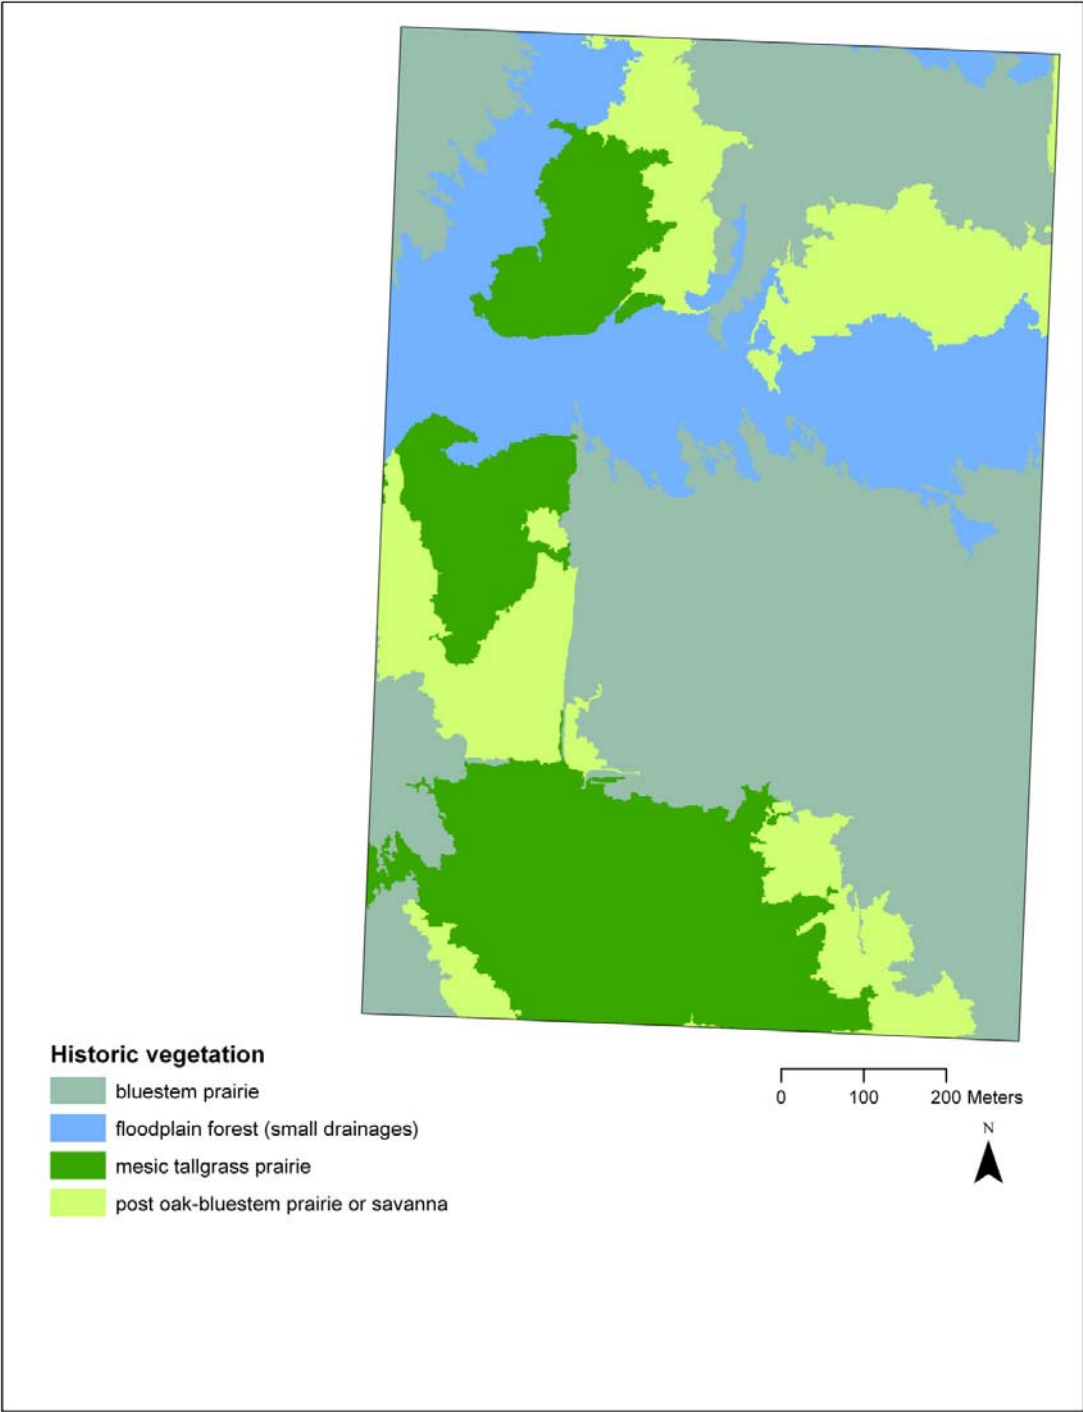 Historic vegetation
bluestem prairie
floodplain forest (small drainages)
mesic tallgrass prairie
post oak-bluestem prairie or savanna
0 100 200 Meters
N